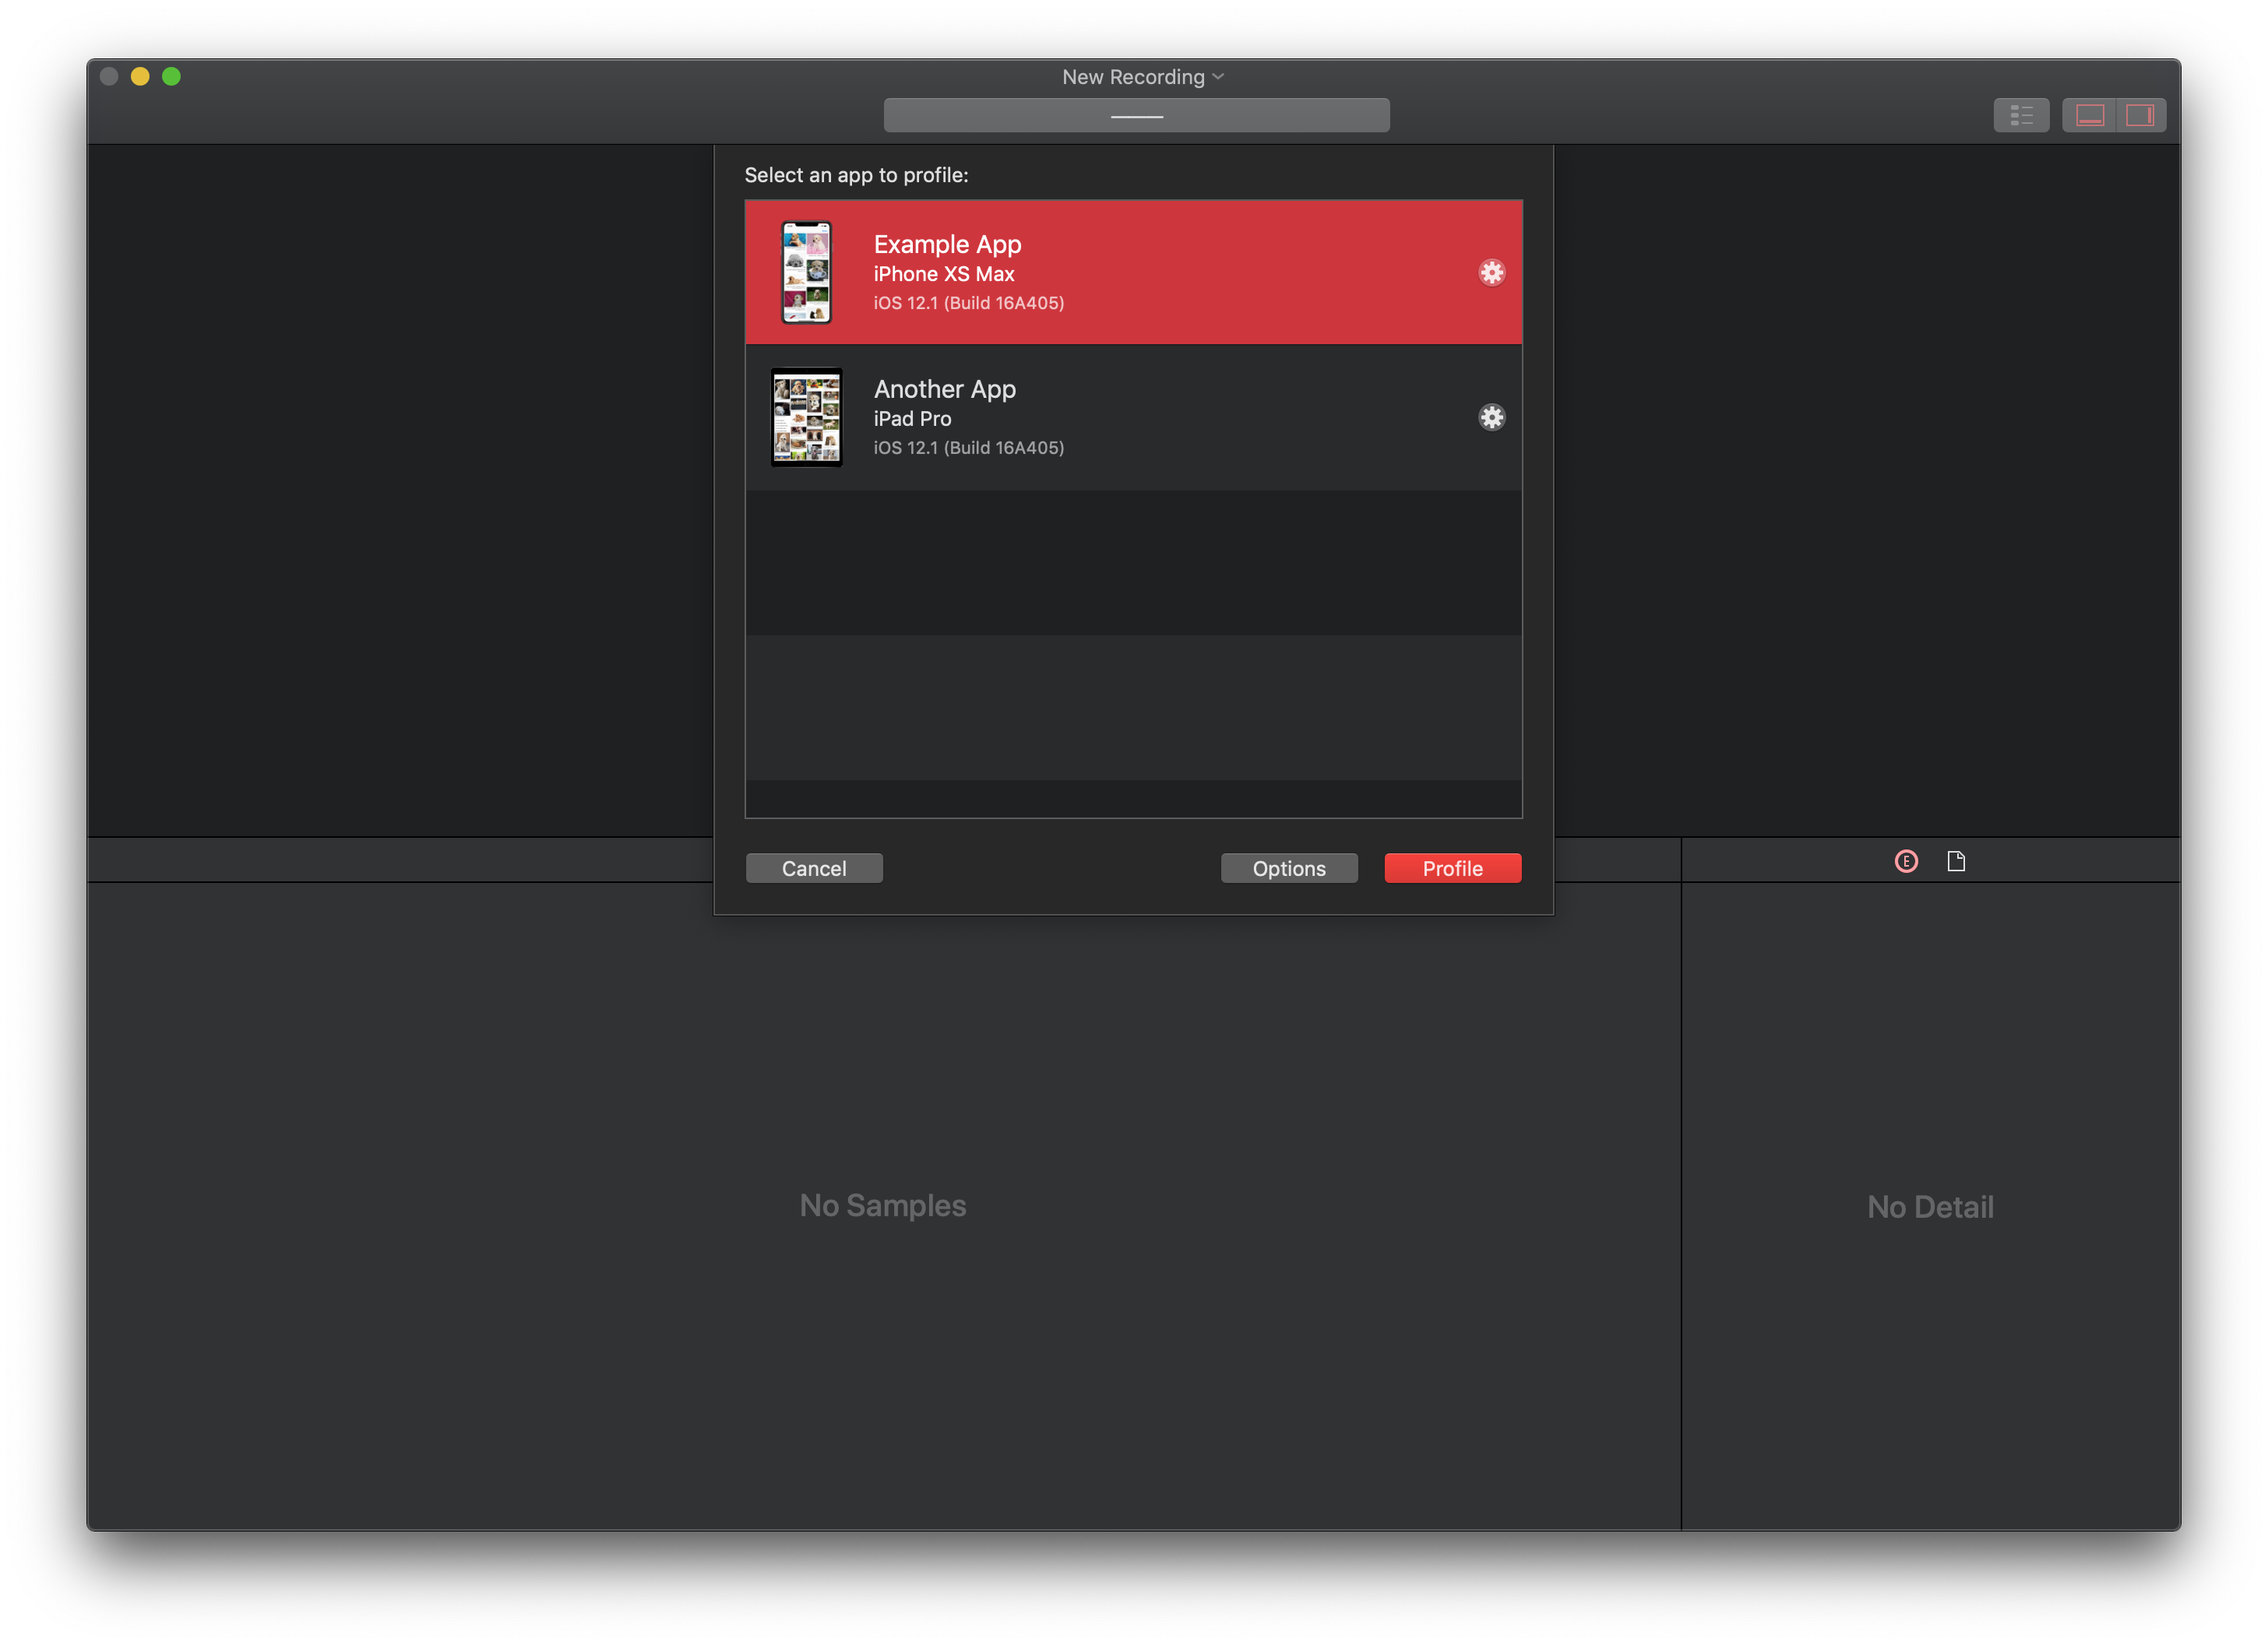 New Recording
Select an app to profile:
Example App
iPhone XS Max
iOS 12.1 (Build 16A405)
Another App
iPad Pro
iOS 12.1 (Build 16A405)
Cancel
Options
Profile
E
No Samples
No Detail